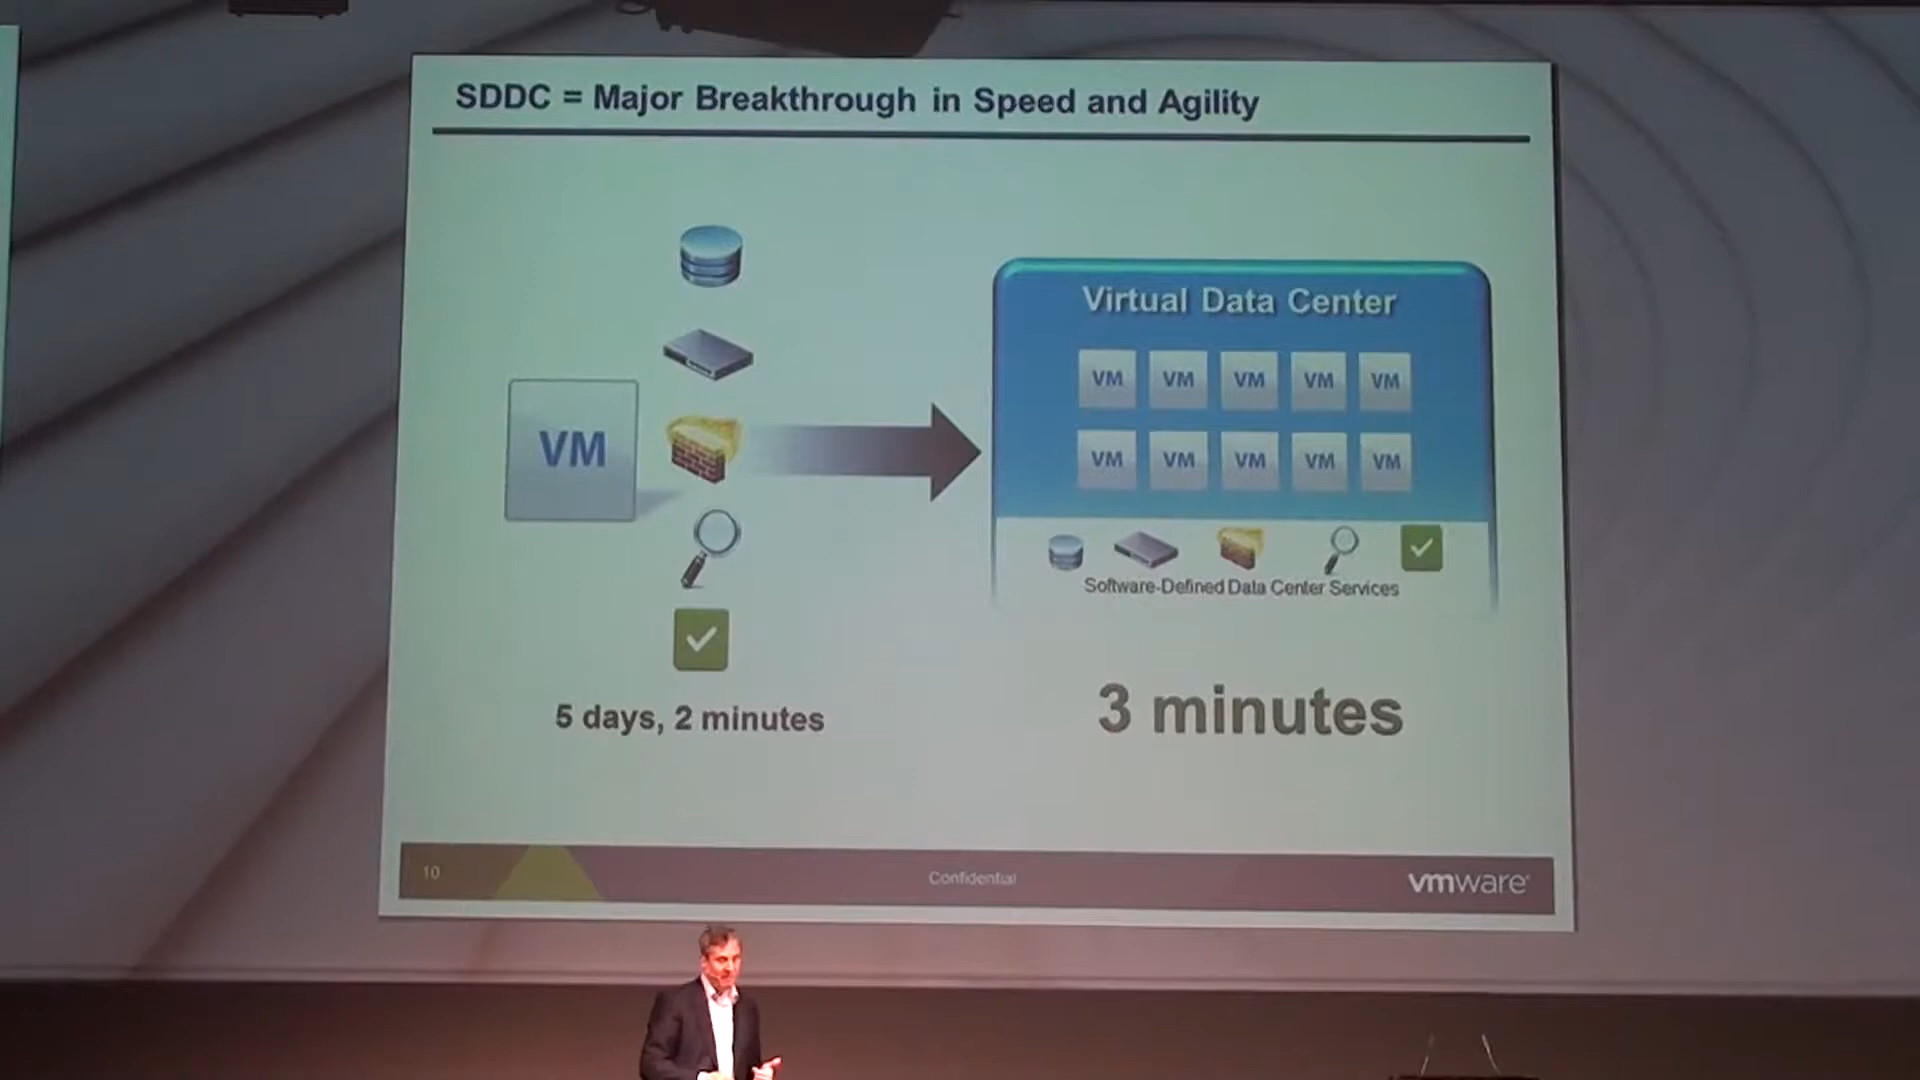 SDDC = Major Breakthrough in Speed and Agility
Virtual Data Center
VM VM VM VM VM
VM
VM VM VM VM VM
Software-Defined Data Center Services
5 days, 2 minutes
3 minutes
10
Confidential
vmware